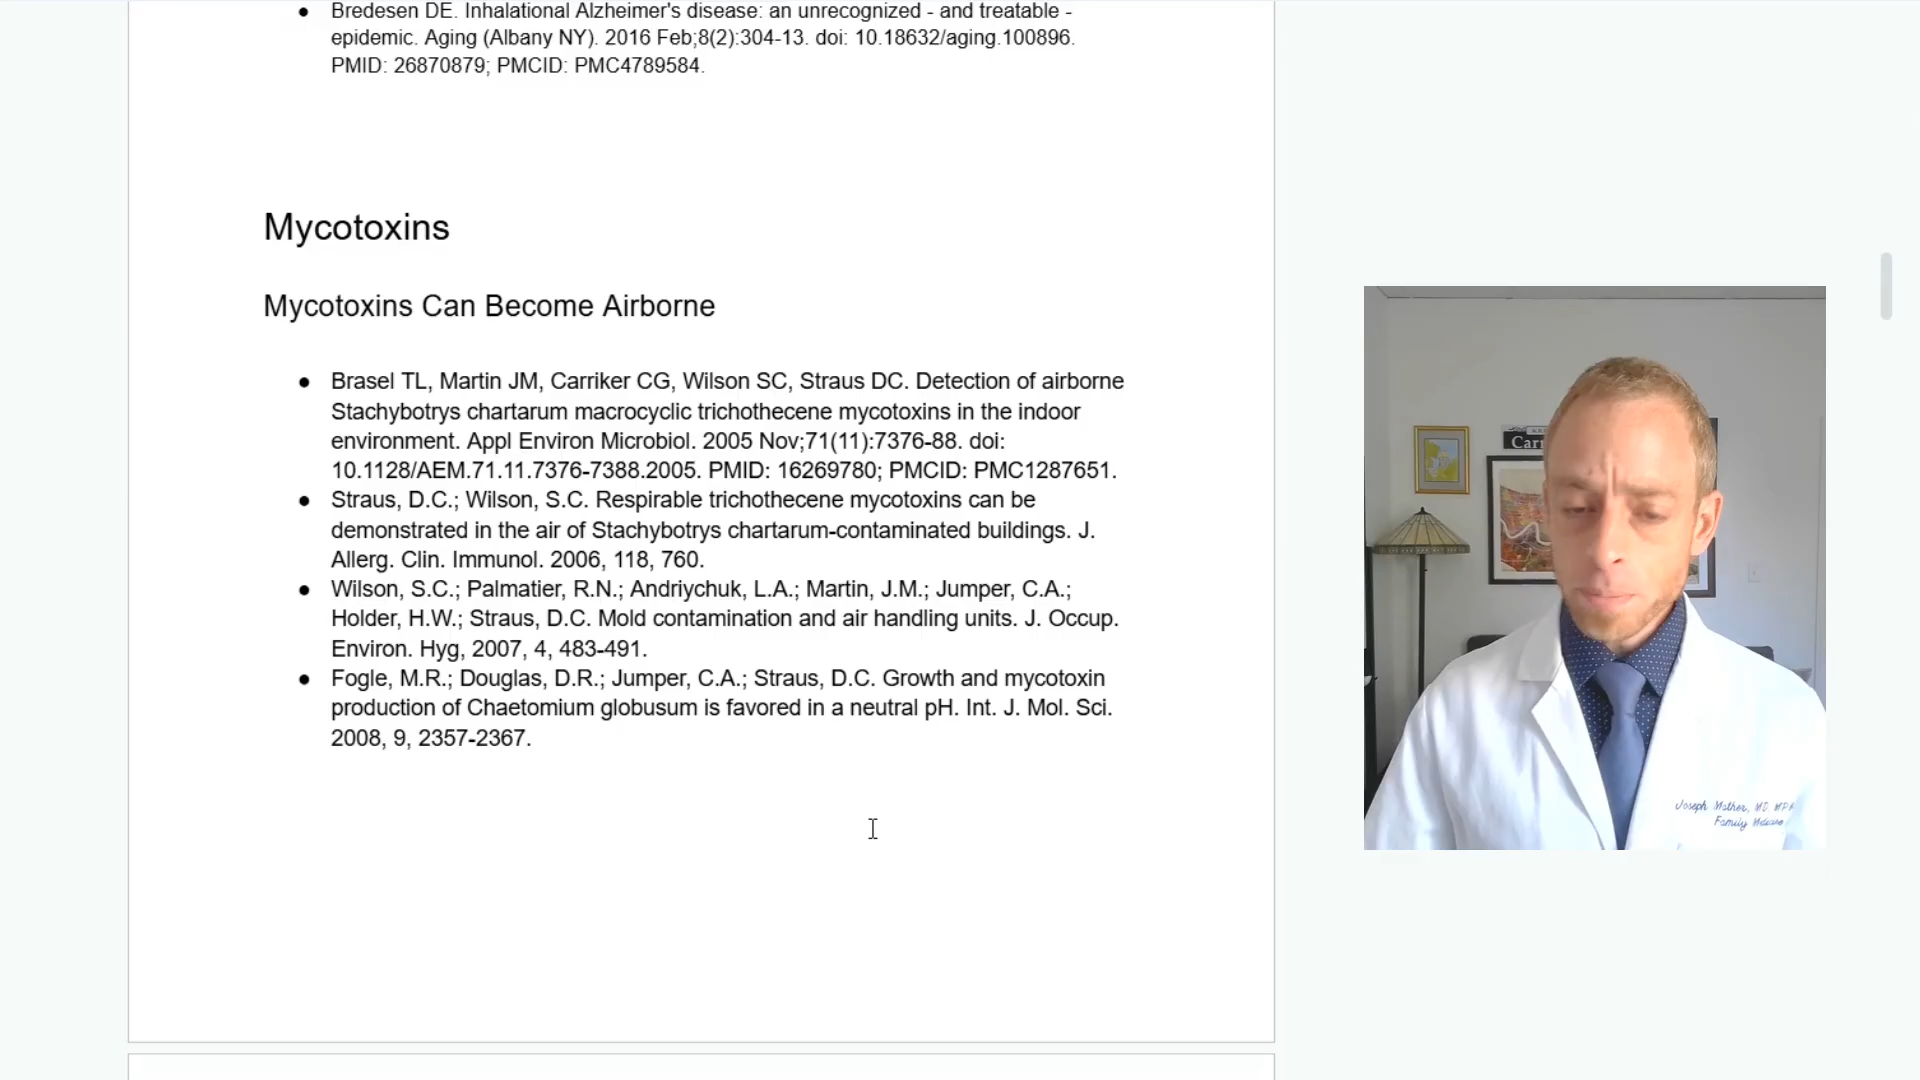 Bredesen DE. Inhalational Alzheimer's disease: an unrecognized - and treatable -
epidemic. Aging (Albany NY). 2016 Feb;8(2):304-13. doi: 10.18632/aging.100896.
PMID: 26870879; PMCID: PMC4789584.
Mycotoxins
Mycotoxins Can Become Airborne
● Brasel TL, Martin JM, Carriker CG, Wilson SC, Straus DC. Detection of airborne
Stachybotrys chartarum macrocyclic trichothecene mycotoxins in the indoor
environment. Appl Environ Microbiol. 2005 Nov;71(11):7376-88. doi:
10.1128/AEM.71.11.7376-7388.2005. PMID: 16269780; PMCID: PMC1287651.
● Straus, D.C.; Wilson, S.C. Respirable trichothecene mycotoxins can be
demonstrated in the air of Stachybotrys chartarum-contaminated buildings. J.
Allerg. Clin. Immunol. 2006, 118, 760.
● Wilson, S.C.; Palmatier, R.N.; Andriychuk, L.A.; Martin, J.M.; Jumper, C.A.;
Holder, H.W.; Straus, D.C. Mold contamination and air handling units. J. Occup.
Environ. Hyg, 2007, 4, 483-491.
● Fogle, M.R.; Douglas, D.R.; Jumper, C.A.; Straus, D.C. Growth and mycotoxin
production of Chaetomium globusum is favored in a neutral pH. Int. J. Mol. Sci.
2008, 9, 2357-2367.
Joseph Mather, MD, MPH
Family Medicine